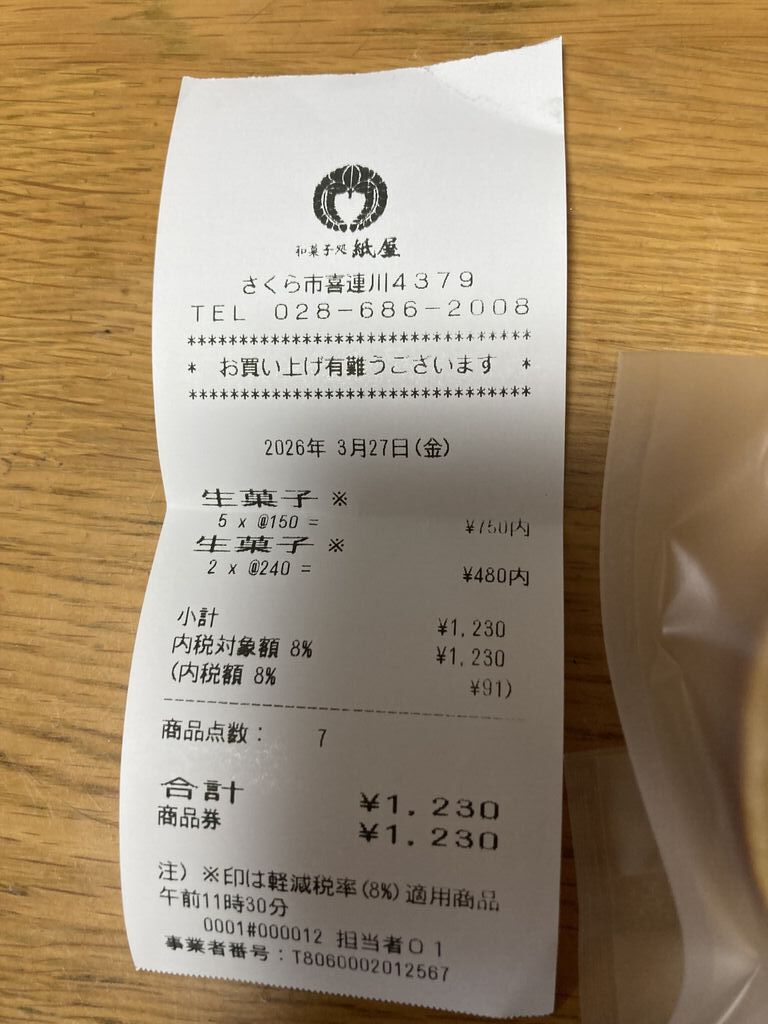 和菓子処 紙屋
さくら市喜連川4379
TEL 028-686-2008
*********************************
* お買い上げ有難うございます *
*********************************
2026年 3月27日(金)
生菓子 ※
5 x @150 = ¥750内
生菓子 ※
2 x @240 = ¥480内
小計 ¥1,230
内税対象額 8% ¥1,230
(内税額 8% ¥91)
商品点数: 7
合計 ¥1,230
商品券 ¥1,230
注) ※印は軽減税率(8%)適用商品
午前11時30分
0001#000012 担当者01
事業者番号:T8060002012567